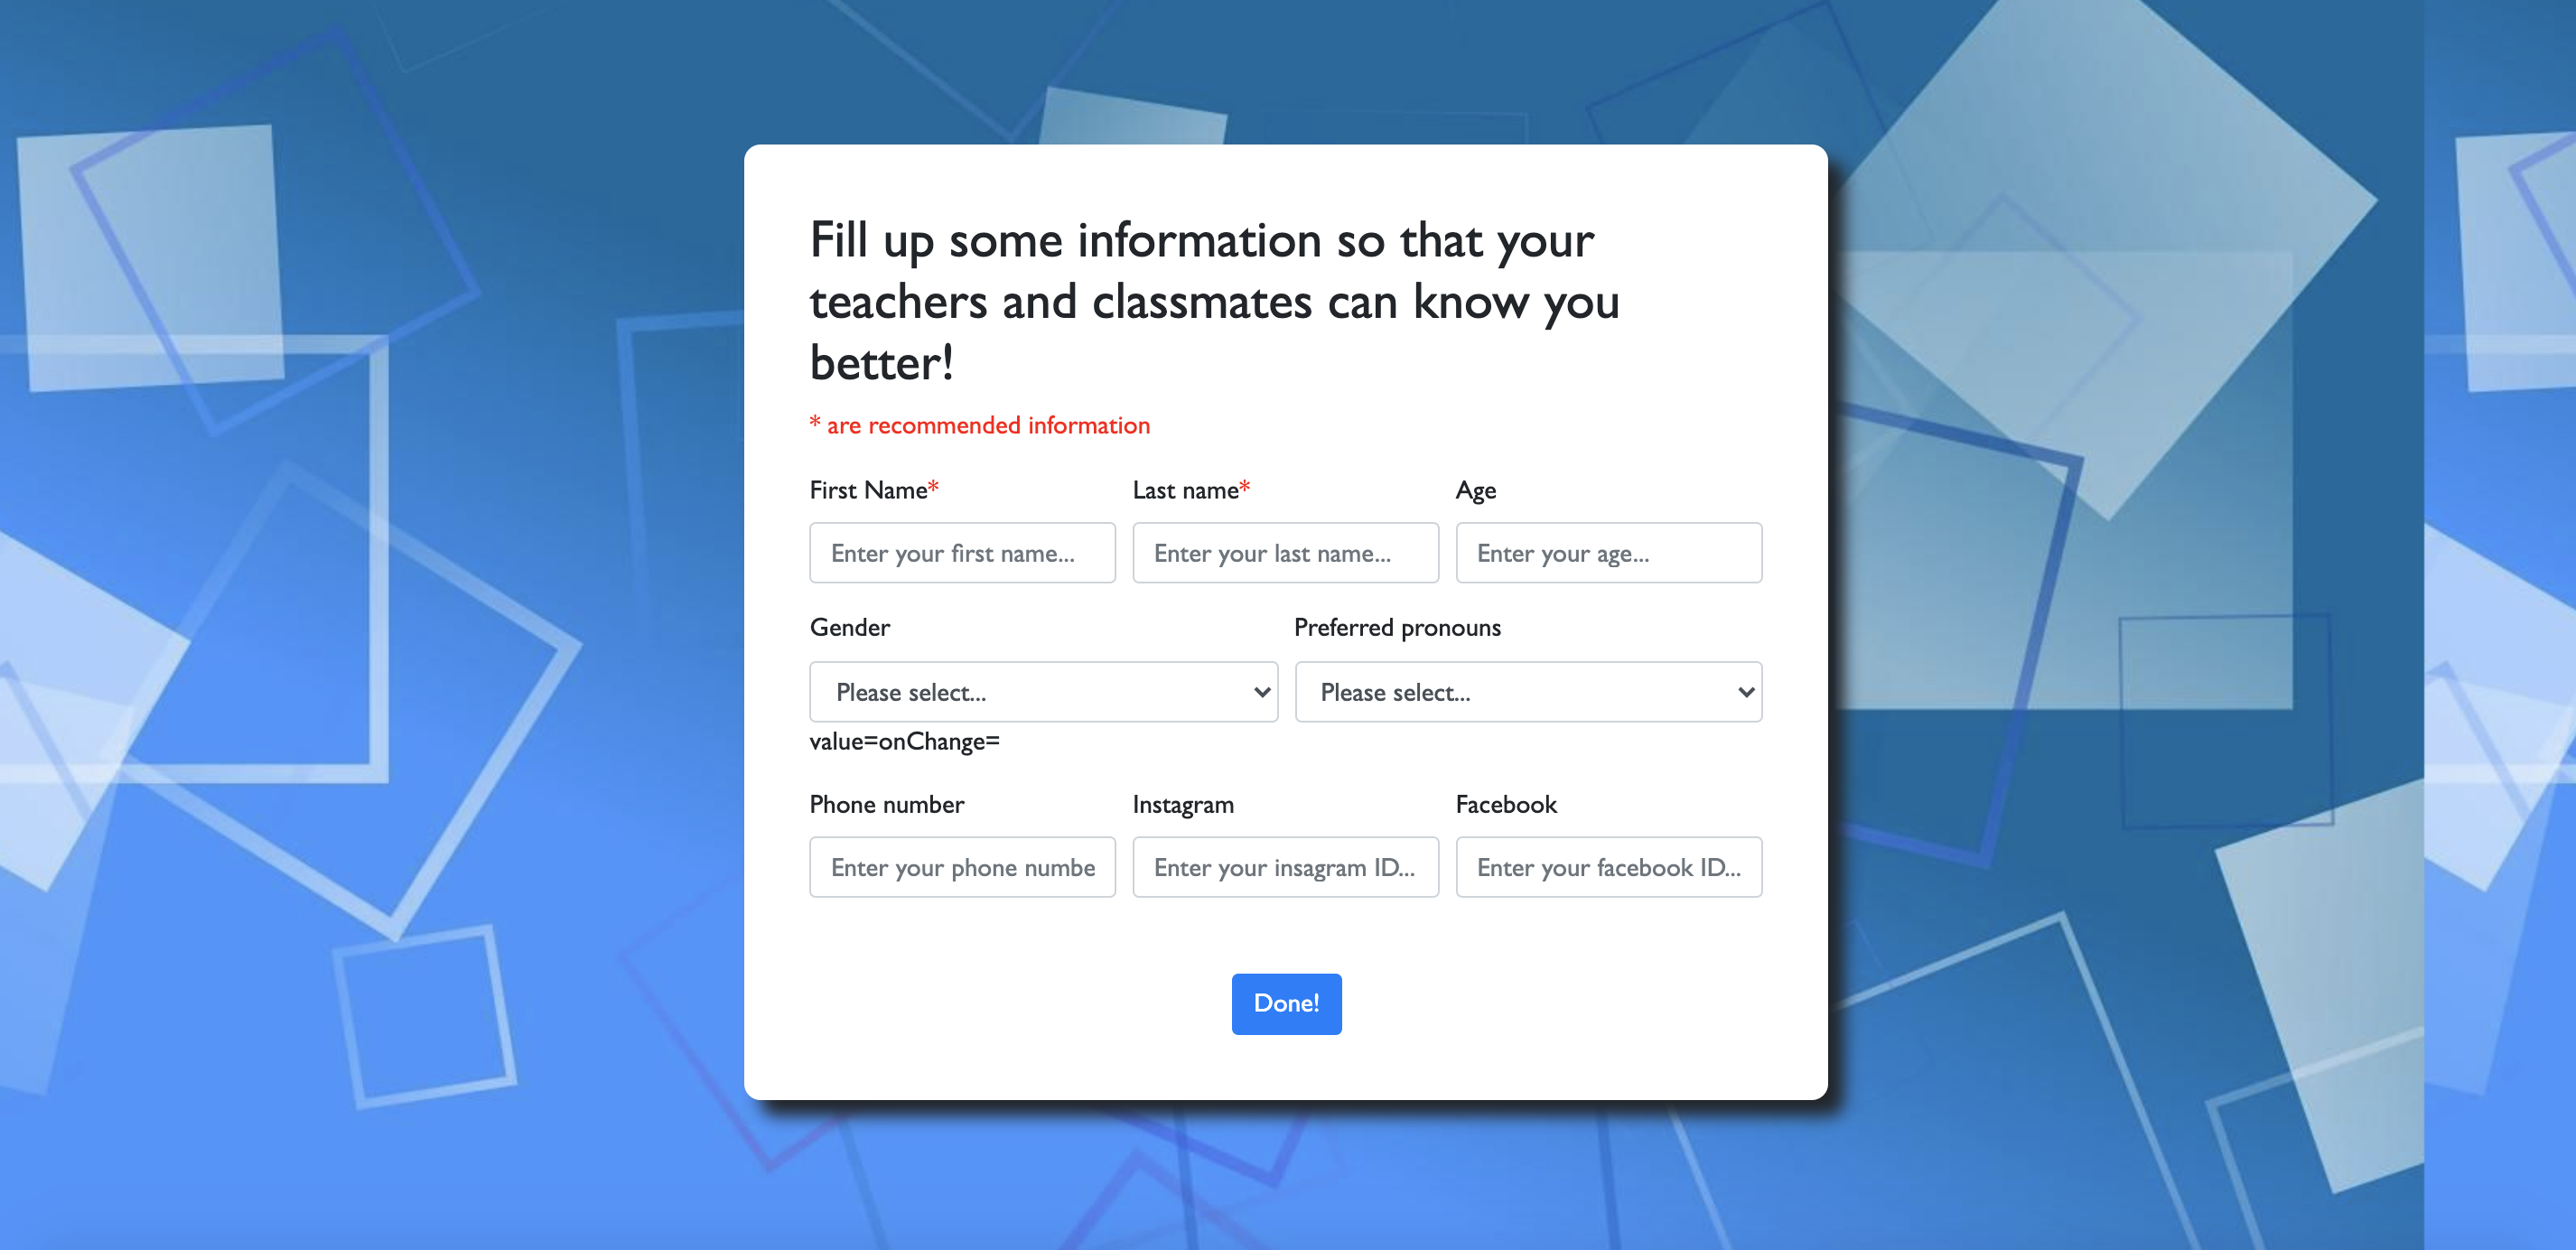 Fill up some information so that your
teachers and classmates can know you
better!
* are recommended information
First Name* Last name* Age
Enter your first name... Enter your last name... Enter your age...
Gender Preferred pronouns
Please select... Please select...
value=onChange=
Phone number Instagram Facebook
Enter your phone numbe Enter your insagram ID... Enter your facebook ID...
Done!